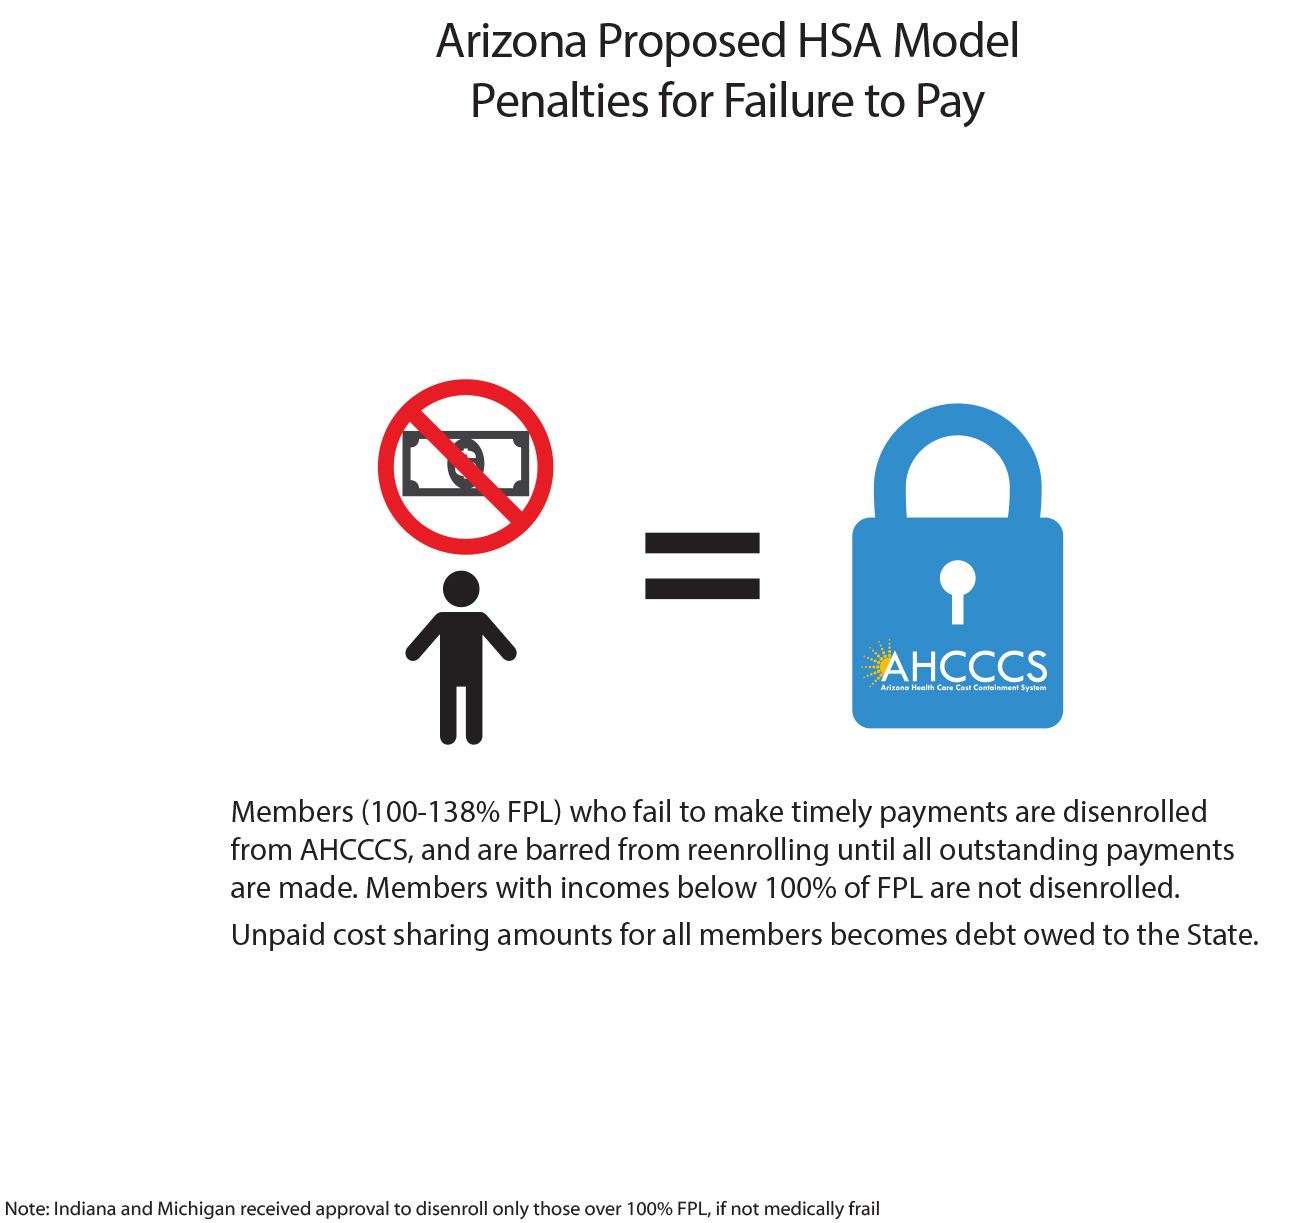 Arizona Proposed HSA Model
Penalties for Failure to Pay
AHCCCS
Arizona Health Care Cost Containment System
Members (100-138% FPL) who fail to make timely payments are disenrolled
from AHCCCS, and are barred from reenrolling until all outstanding payments
are made. Members with incomes below 100% of FPL are not disenrolled.
Unpaid cost sharing amounts for all members becomes debt owed to the State.
Note: Indiana and Michigan received approval to disenroll only those over 100% FPL, if not medically frail